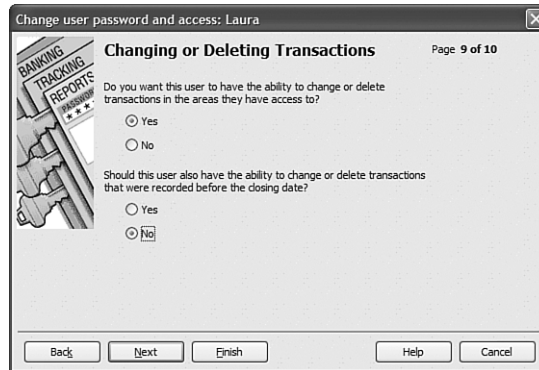 Change user password and access: Laura
BANKING
TRACKING
REPORTS
PASSWORD
****
Changing or Deleting Transactions
Page 9 of 10
Do you want this user to have the ability to change or delete
transactions in the areas they have access to?
Yes
No
Should this user also have the ability to change or delete transactions
that were recorded before the closing date?
Yes
No
Back
Next
Finish
Help
Cancel